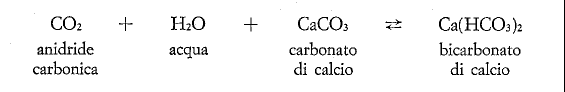 CO₂ + H₂O + CaCO₃ ⇄ Ca(HCO₃)₂
anidride acqua carbonato bicarbonato
carbonica di calcio di calcio